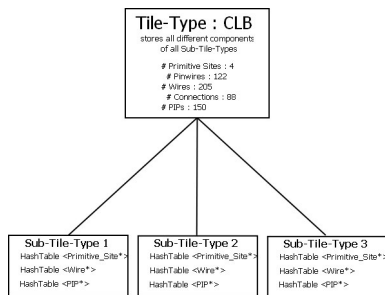 Tile-Type : CLB
stores all different components
of all Sub-Tile-Types
# Primitive Sites : 4
# Pinwires : 122
# Wires : 205
# Connections : 88
# PIPs : 150
Sub-Tile-Type 1
HashTable <Primitive_Site*>
HashTable <Wire*>
HashTable <PIP*>
Sub-Tile-Type 2
HashTable <Primitive_Site*>
HashTable <Wire*>
HashTable <PIP*>
Sub-Tile-Type 3
HashTable <Primitive_Site*>
HashTable <Wire*>
HashTable <PIP*>